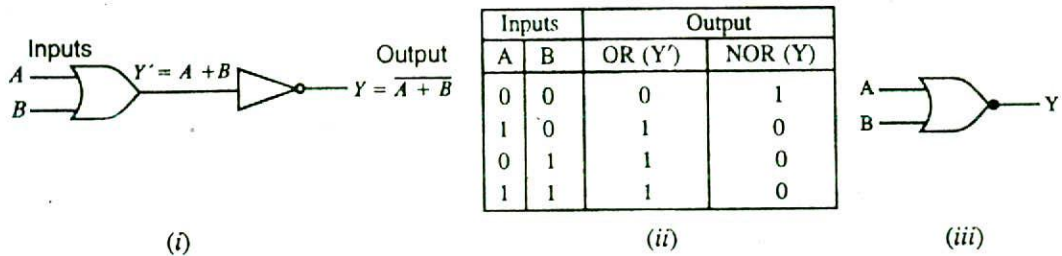 Inputs
A
B
Y′ = A + B
Output
Y = \overline{A + B}
(i)
Inputs Output
A B OR (Y′) NOR (Y)
0 0 0 1
1 0 1 0
0 1 1 0
1 1 1 0
(ii)
A
B
Y
(iii)